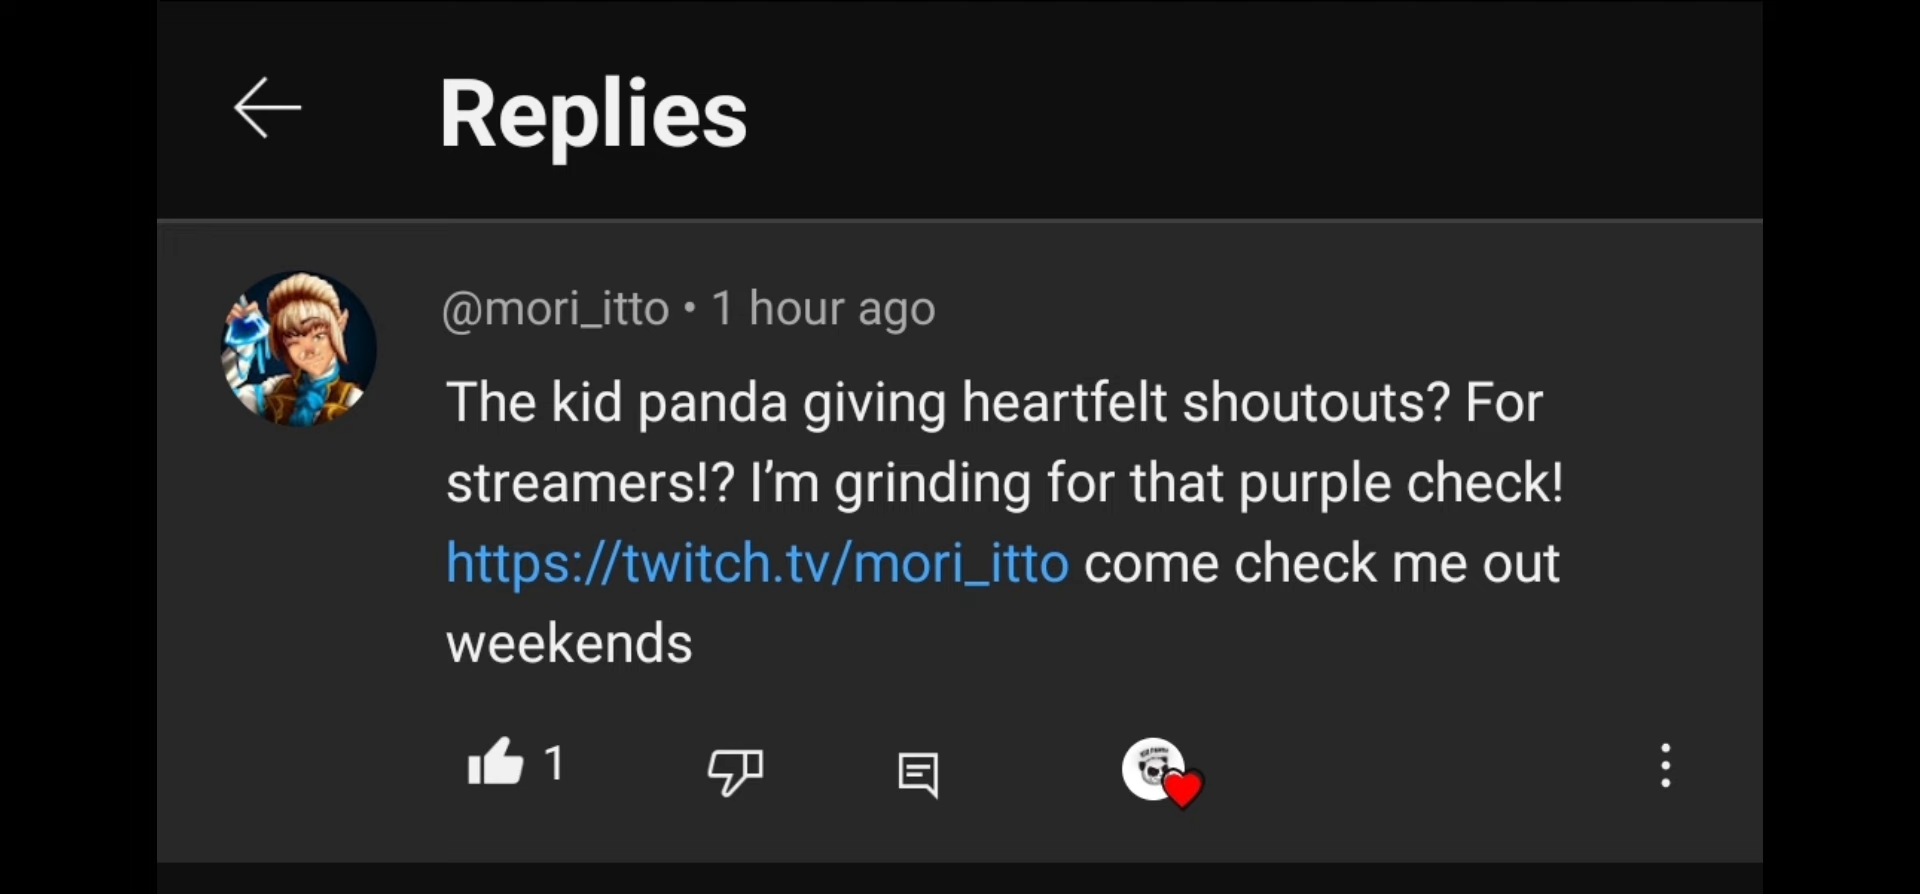 Replies
@mori_itto • 1 hour ago
The kid panda giving heartfelt shoutouts? For
streamers!? I’m grinding for that purple check!
https://twitch.tv/mori_itto come check me out
weekends
1